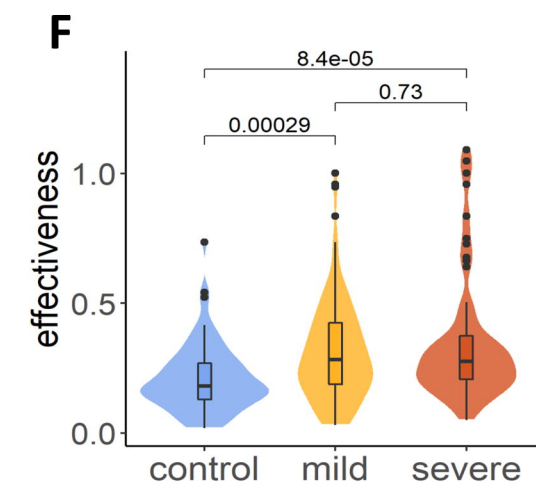 F
8.4e-05
0.73
0.00029
effectiveness
1.0
0.5
0.0
control mild severe